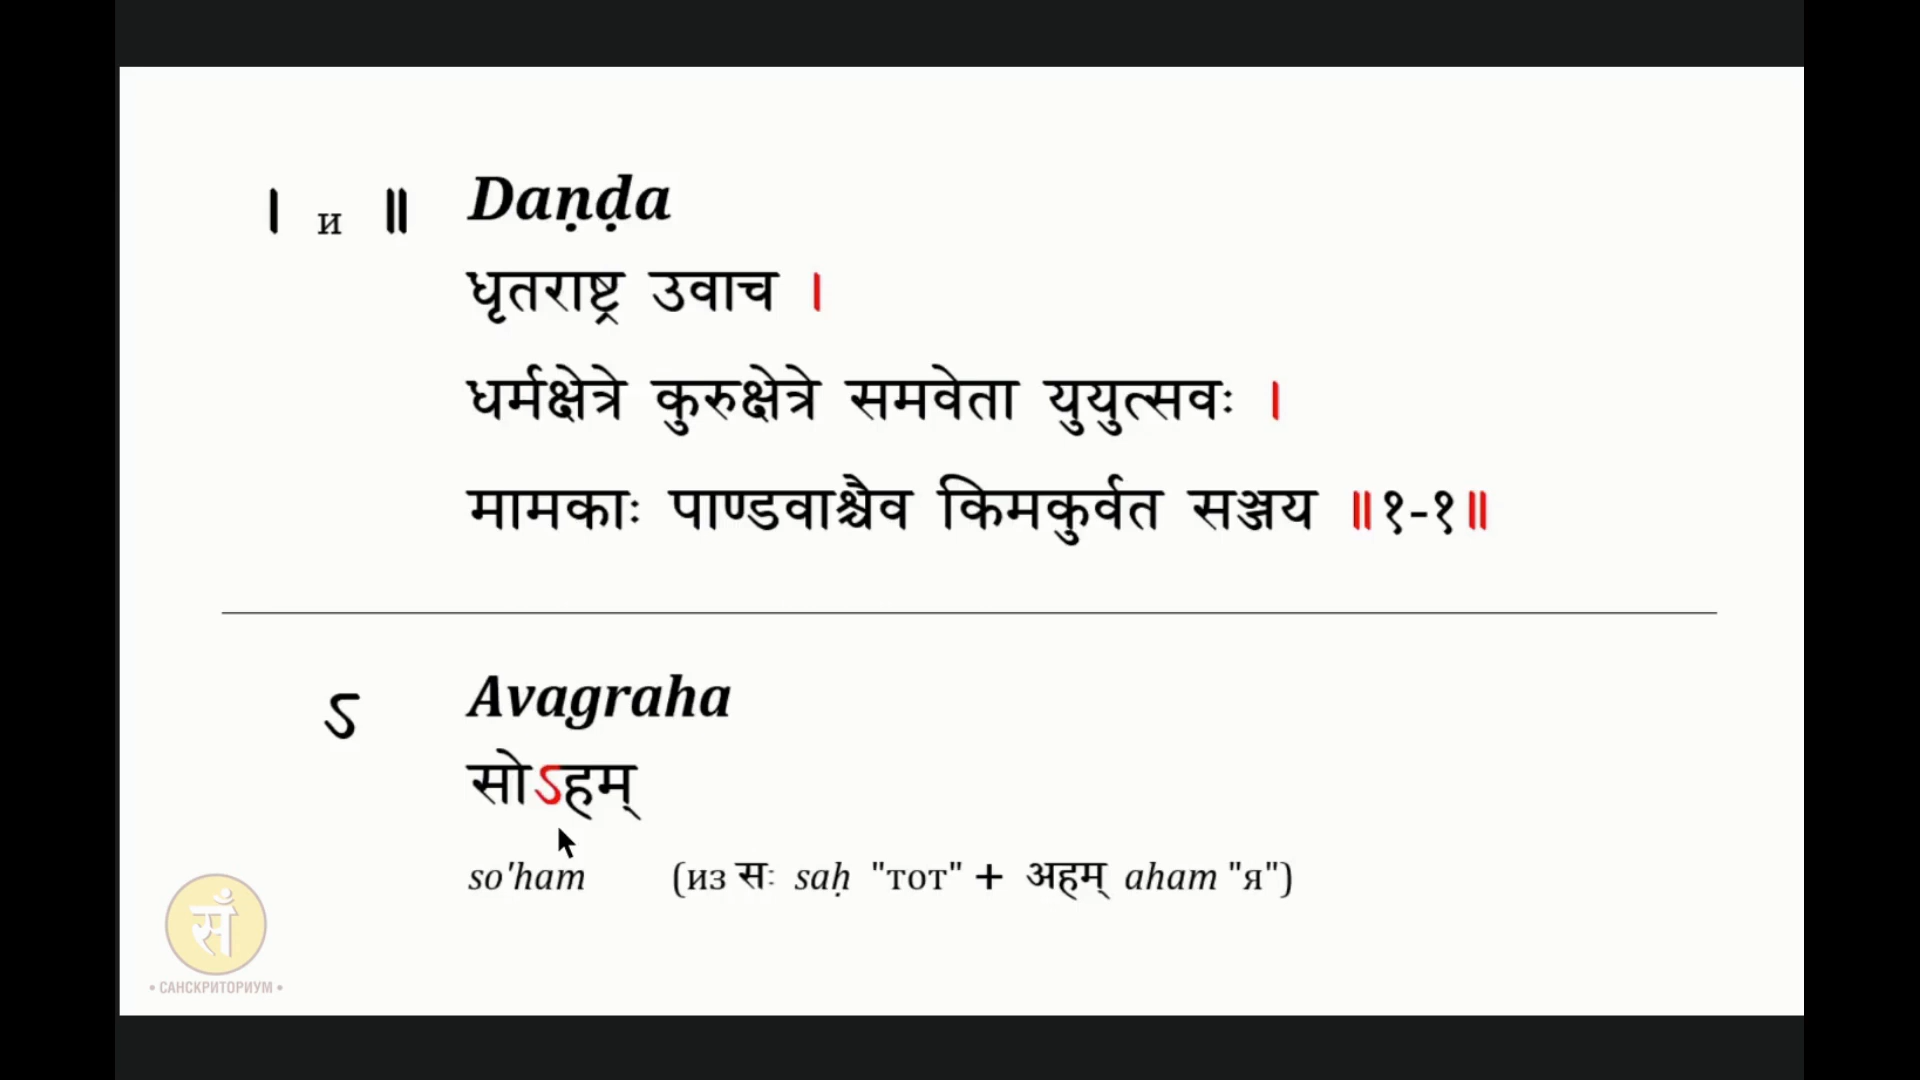 । и ॥ Daṇḍa
धृतराष्ट्र उवाच ।
धर्मक्षेत्रे कुरुक्षेत्रे समवेता युयुत्सवः ।
मामकाः पाण्डवाश्चैव किमकुर्वत सञ्जय ॥१-१॥
ऽ Avagraha
सोऽहम्
so'ham (из सः saḥ "тот" + अहम् aham "я")
सँ
• САНСКРИТОРИУМ •